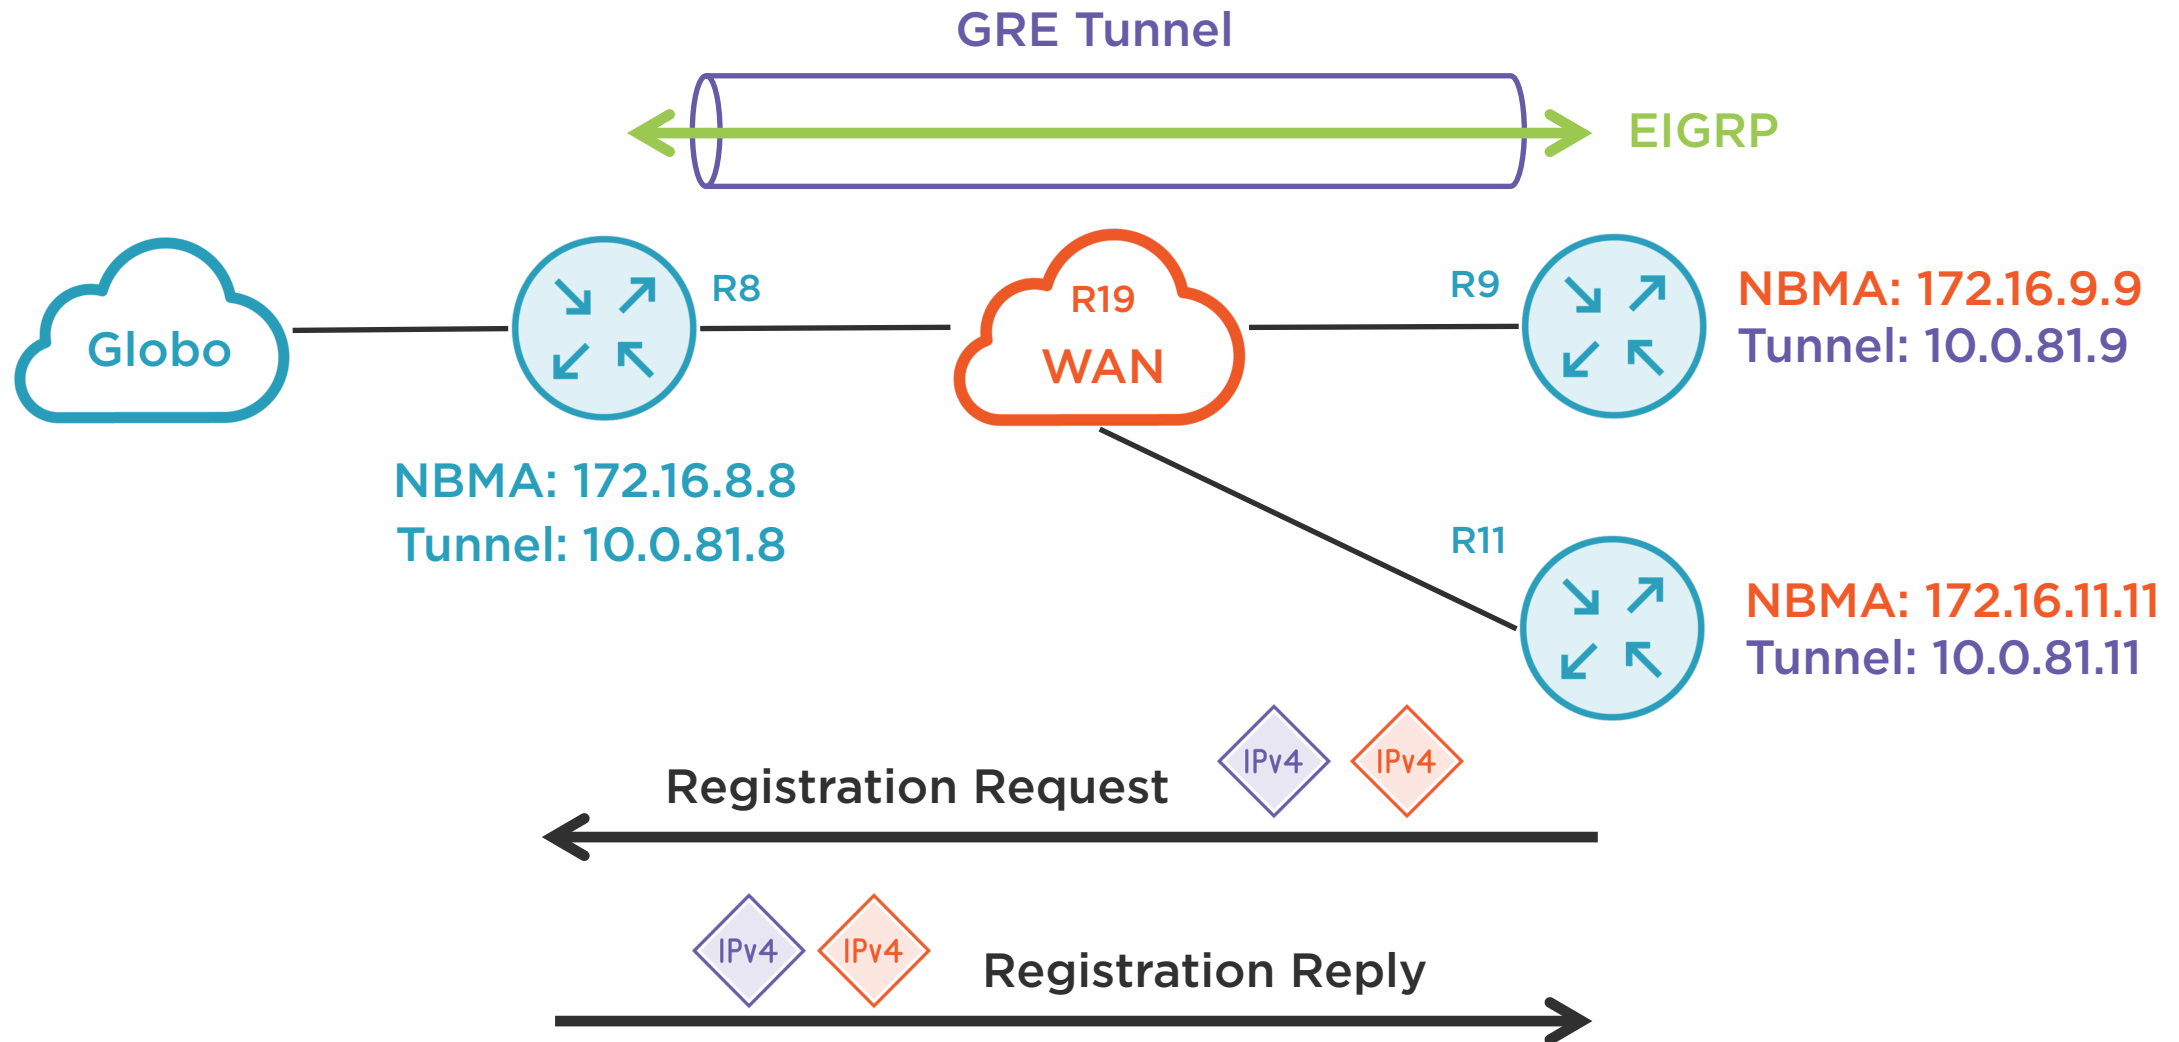 GRE Tunnel
EIGRP
Globo
R8
R19
WAN
R9
NBMA: 172.16.9.9
Tunnel: 10.0.81.9
NBMA: 172.16.8.8
Tunnel: 10.0.81.8
R11
NBMA: 172.16.11.11
Tunnel: 10.0.81.11
Registration Request
IPv4
IPv4
IPv4
IPv4
Registration Reply